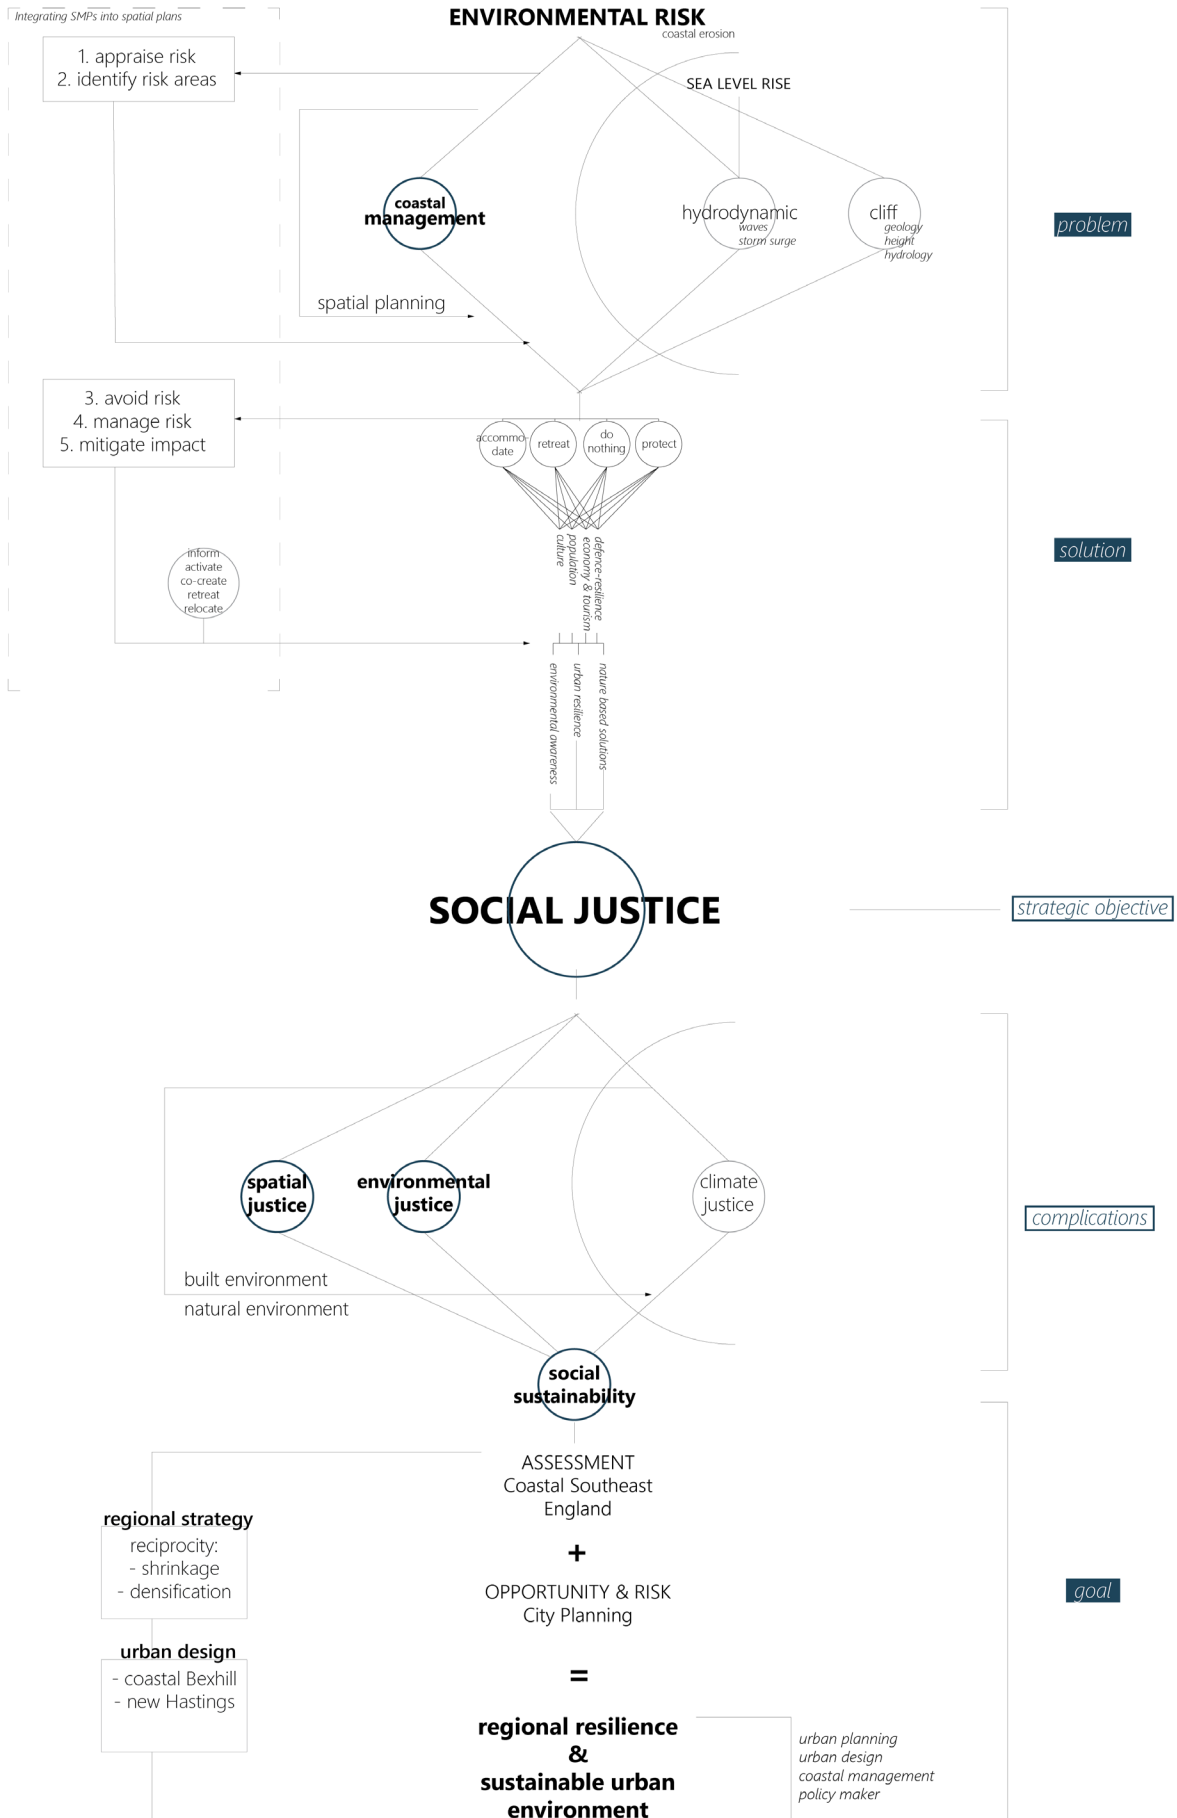 Integrating SMPs into spatial plans
ENVIRONMENTAL RISK
coastal erosion
1. appraise risk
2. identify risk areas
SEA LEVEL RISE
coastal
management
hydrodynamic
waves
storm surge
cliff
geology
height
hydrology
problem
spatial planning
3. avoid risk
4. manage risk
5. mitigate impact
accommo-
date
retreat
do
nothing
protect
solution
inform
activate
co-create
retreat
relocate
culture
population
economy & tourism
defence-resilience
environmental awareness
urban resilience
nature based solutions
SOCIAL JUSTICE
strategic objective
spatial
justice
environmental
justice
climate
justice
complications
built environment
natural environment
social
sustainability
ASSESSMENT
Coastal Southeast
England
regional strategy
reciprocity:
- shrinkage
- densification
+
OPPORTUNITY & RISK
City Planning
goal
urban design
- coastal Bexhill
- new Hastings
=
regional resilience
&
sustainable urban
environment
urban planning
urban design
coastal management
policy maker